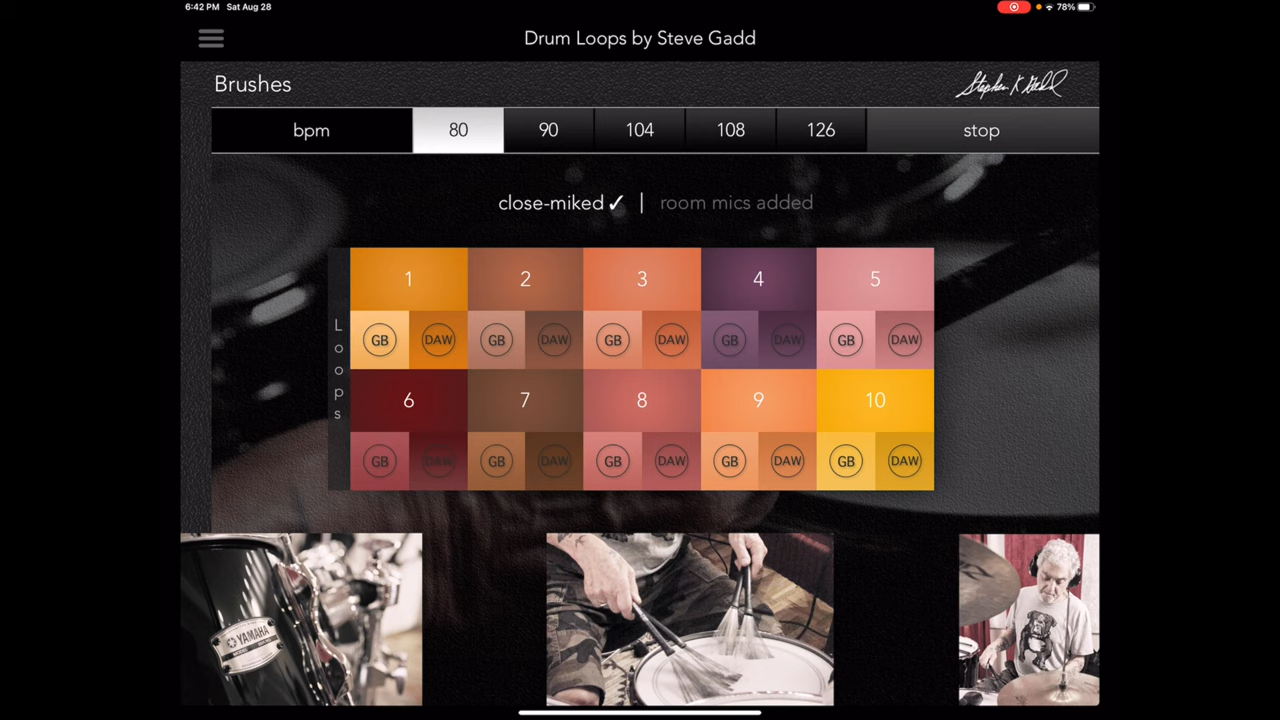 6:42 PM Sat Aug 28 78%
Drum Loops by Steve Gadd
Brushes
bpm 80 90 104 108 126 stop
close-miked ✓ | room mics added
Loops
1 2 3 4 5
GB DAW GB DAW GB DAW GB DAW GB DAW
6 7 8 9 10
GB DAW GB DAW GB DAW GB DAW GB DAW
YAMAHA